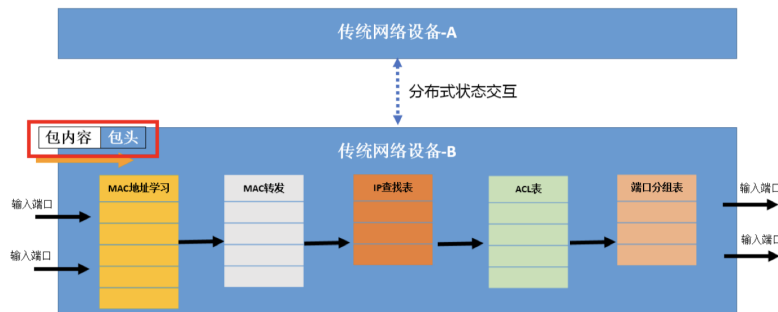 传统网络设备-A
分布式状态交互
包内容 包头
传统网络设备-B
MAC地址学习 MAC转发 IP查找表 ACL表 端口分组表
输入端口 输入端口
输入端口 输入端口